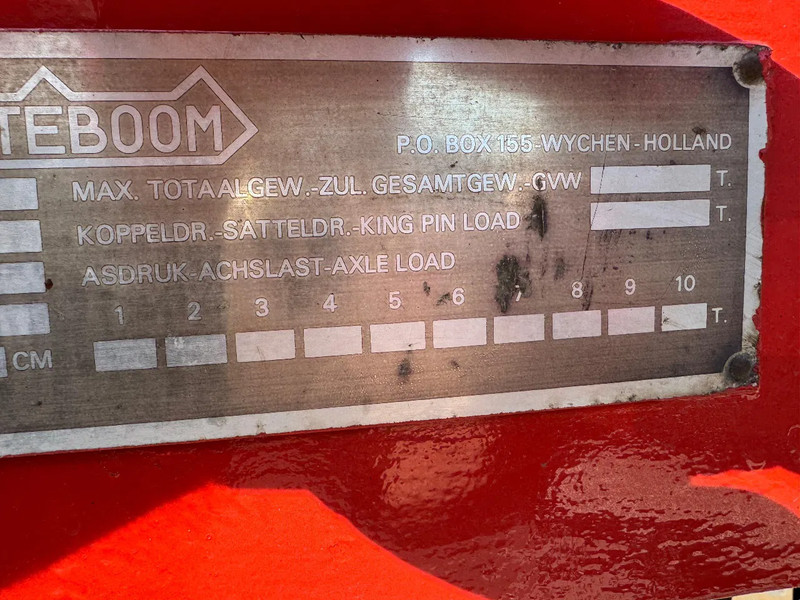 TEBOOM
P.O. BOX 155-WYCHEN-HOLLAND
MAX. TOTAALGEW.-ZUL. GESAMTGEW.-GVW T.
KOPPELDR.-SATTELDR.-KING PIN LOAD T.
ASDRUK-ACHSLAST-AXLE LOAD
1 2 3 4 5 6 7 8 9 10
CM T.